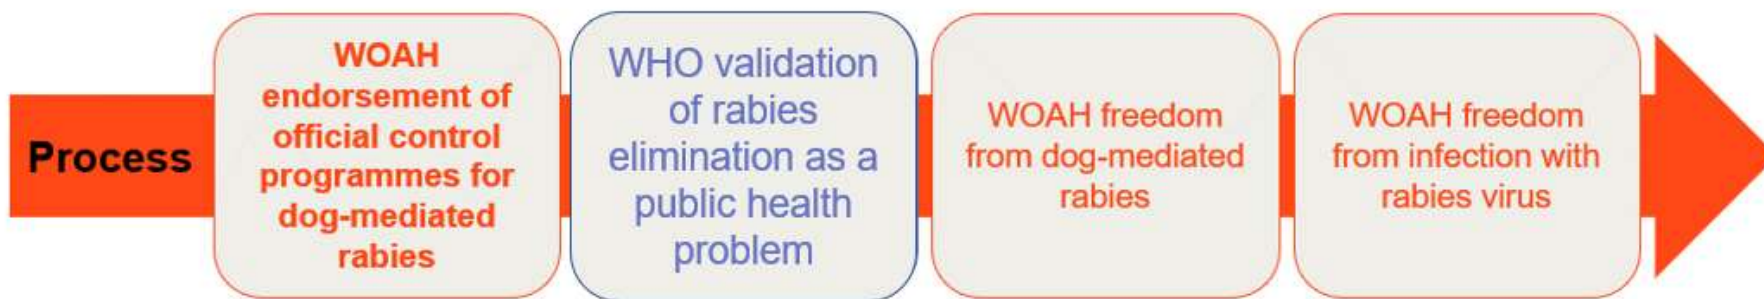 Process
WOAH
endorsement of
official control
programmes for
dog-mediated
rabies
WHO validation
of rabies
elimination as a
public health
problem
WOAH freedom
from dog-mediated
rabies
WOAH freedom
from infection with
rabies virus